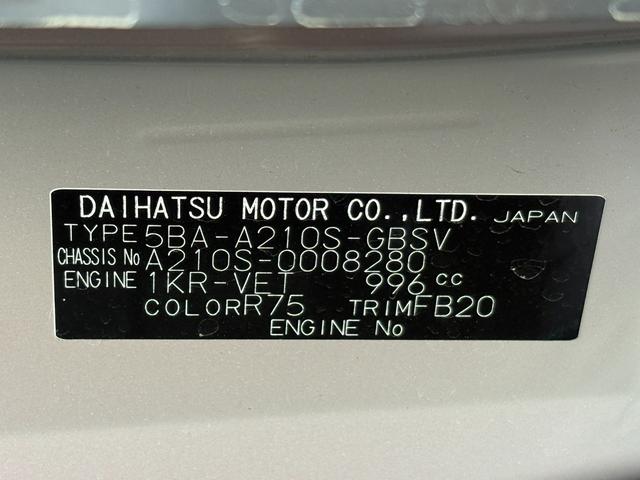 DAIHATSU MOTOR CO.,LTD. JAPAN
TYPE 5BA-A210S-GBSV
CHASSIS No A210S-0008280
ENGINE 1KR-VET 996 cc
COLOR R75 TRIM FB20
ENGINE No